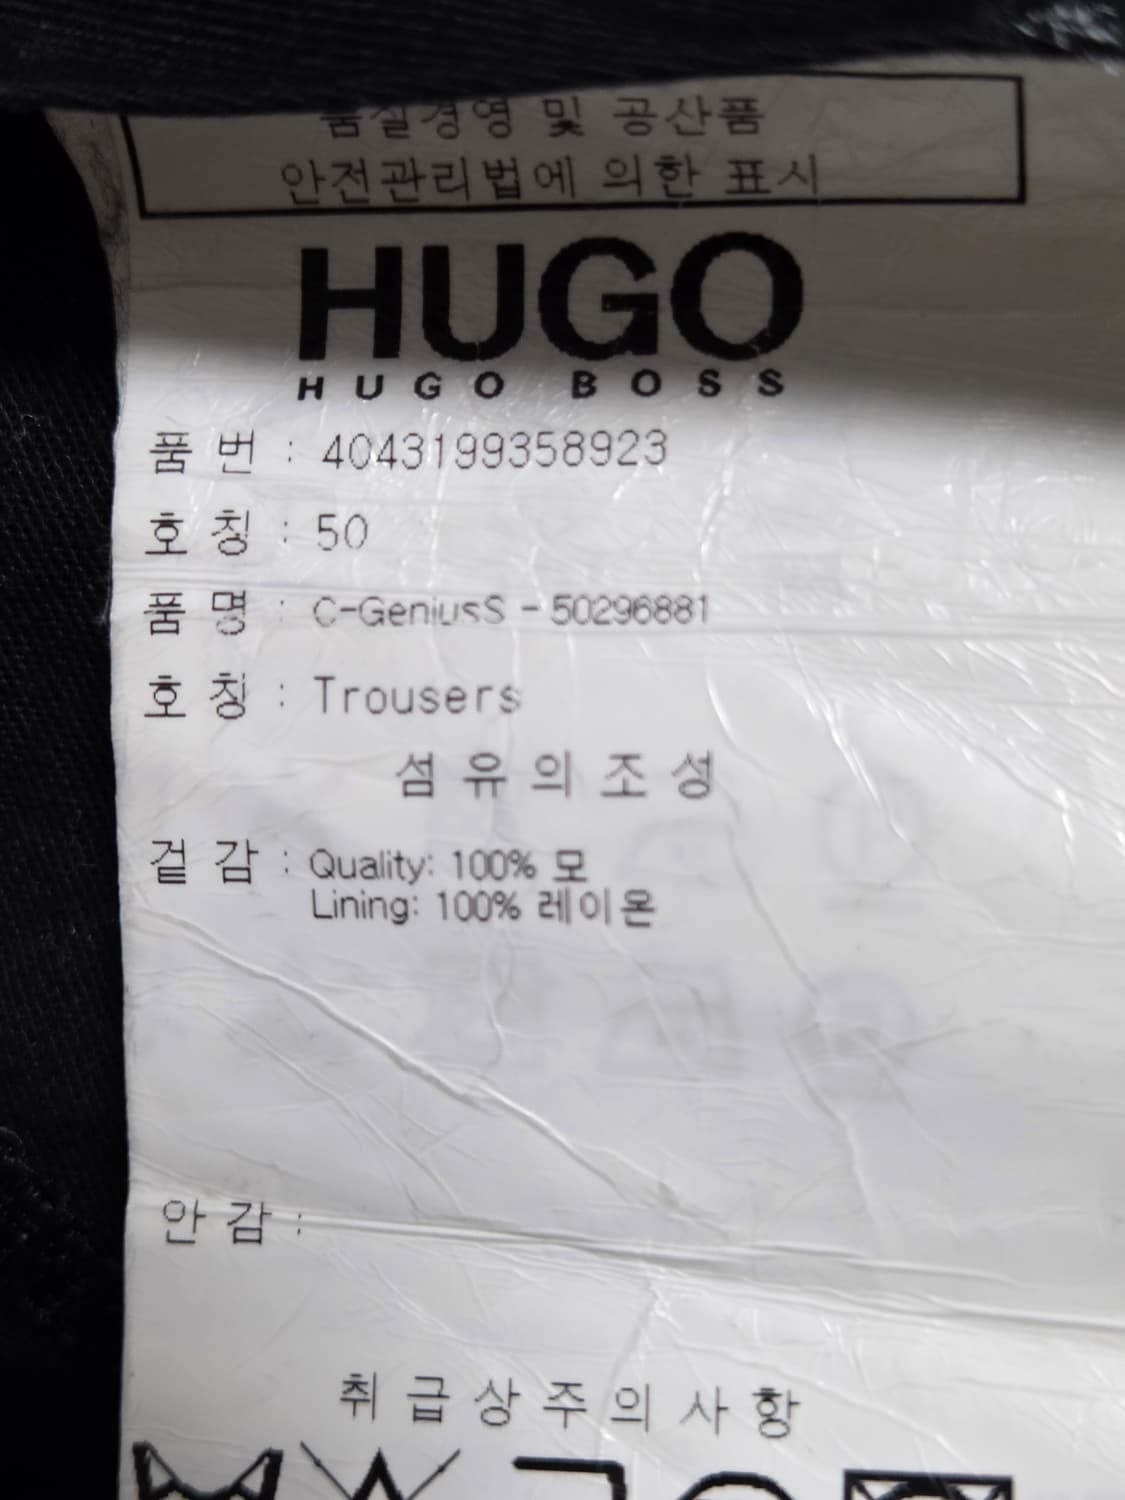 품질경영 및 공산품
안전관리법에 의한 표시
HUGO
HUGO BOSS
품 번 : 4043199358923
호 칭 : 50
품 명 : C-GeniusS - 50296881
호 칭 : Trousers
섬 유 의 조 성
겉 감 : Quality: 100% 모
Lining: 100% 레이온
안 감 :
취 급 상 주 의 사 항